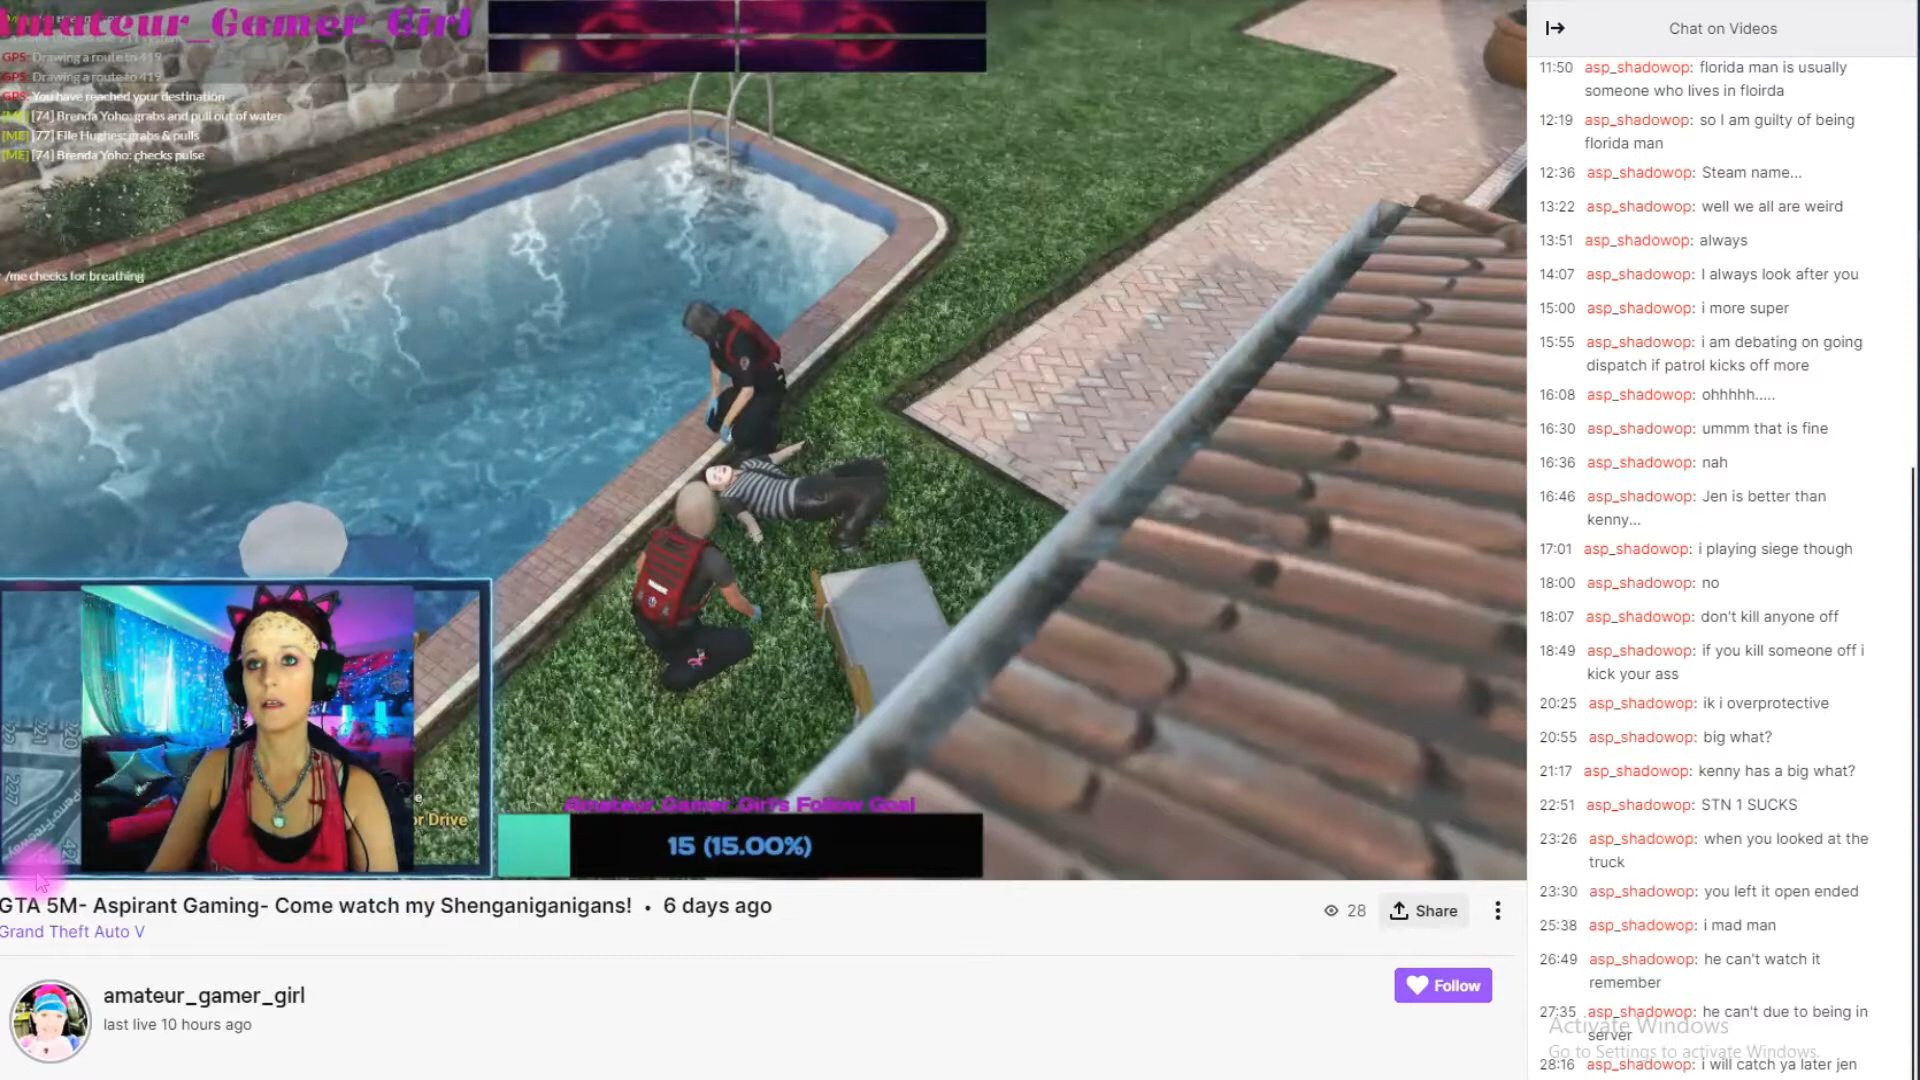 Amateur_Gamer_Girl
GPS: Drawing a route to 419
GPS: Drawing a route to 419
GPS: You have reached your destination
[ME] [74] Brenda Yoho: grabs and pull out of water
[ME] [77] Elle Hughes: grabs & pulls
[ME] [74] Brenda Yoho: checks pulse
/me checks for breathing
or Drive
Amateur_Gamer_Girl's Follow Goal
15 (15.00%)
GTA 5M- Aspirant Gaming- Come watch my Shenganiganigans! • 6 days ago
Grand Theft Auto V
28
Share
amateur_gamer_girl
last live 10 hours ago
Follow
Chat on Videos
11:50 asp_shadowop: florida man is usually
someone who lives in floirda
12:19 asp_shadowop: so I am guilty of being
florida man
12:36 asp_shadowop: Steam name...
13:22 asp_shadowop: well we all are weird
13:51 asp_shadowop: always
14:07 asp_shadowop: I always look after you
15:00 asp_shadowop: i more super
15:55 asp_shadowop: i am debating on going
dispatch if patrol kicks off more
16:08 asp_shadowop: ohhhhh.....
16:30 asp_shadowop: ummm that is fine
16:36 asp_shadowop: nah
16:46 asp_shadowop: Jen is better than
kenny...
17:01 asp_shadowop: i playing siege though
18:00 asp_shadowop: no
18:07 asp_shadowop: don't kill anyone off
18:49 asp_shadowop: if you kill someone off i
kick your ass
20:25 asp_shadowop: ik i overprotective
20:55 asp_shadowop: big what?
21:17 asp_shadowop: kenny has a big what?
22:51 asp_shadowop: STN 1 SUCKS
23:26 asp_shadowop: when you looked at the
truck
23:30 asp_shadowop: you left it open ended
25:38 asp_shadowop: i mad man
26:49 asp_shadowop: he can't watch it
remember
27:35 asp_shadowop: he can't due to being in
server
28:16 asp_shadowop: i will catch ya later jen
Activate Windows
Go to Settings to activate Windows.